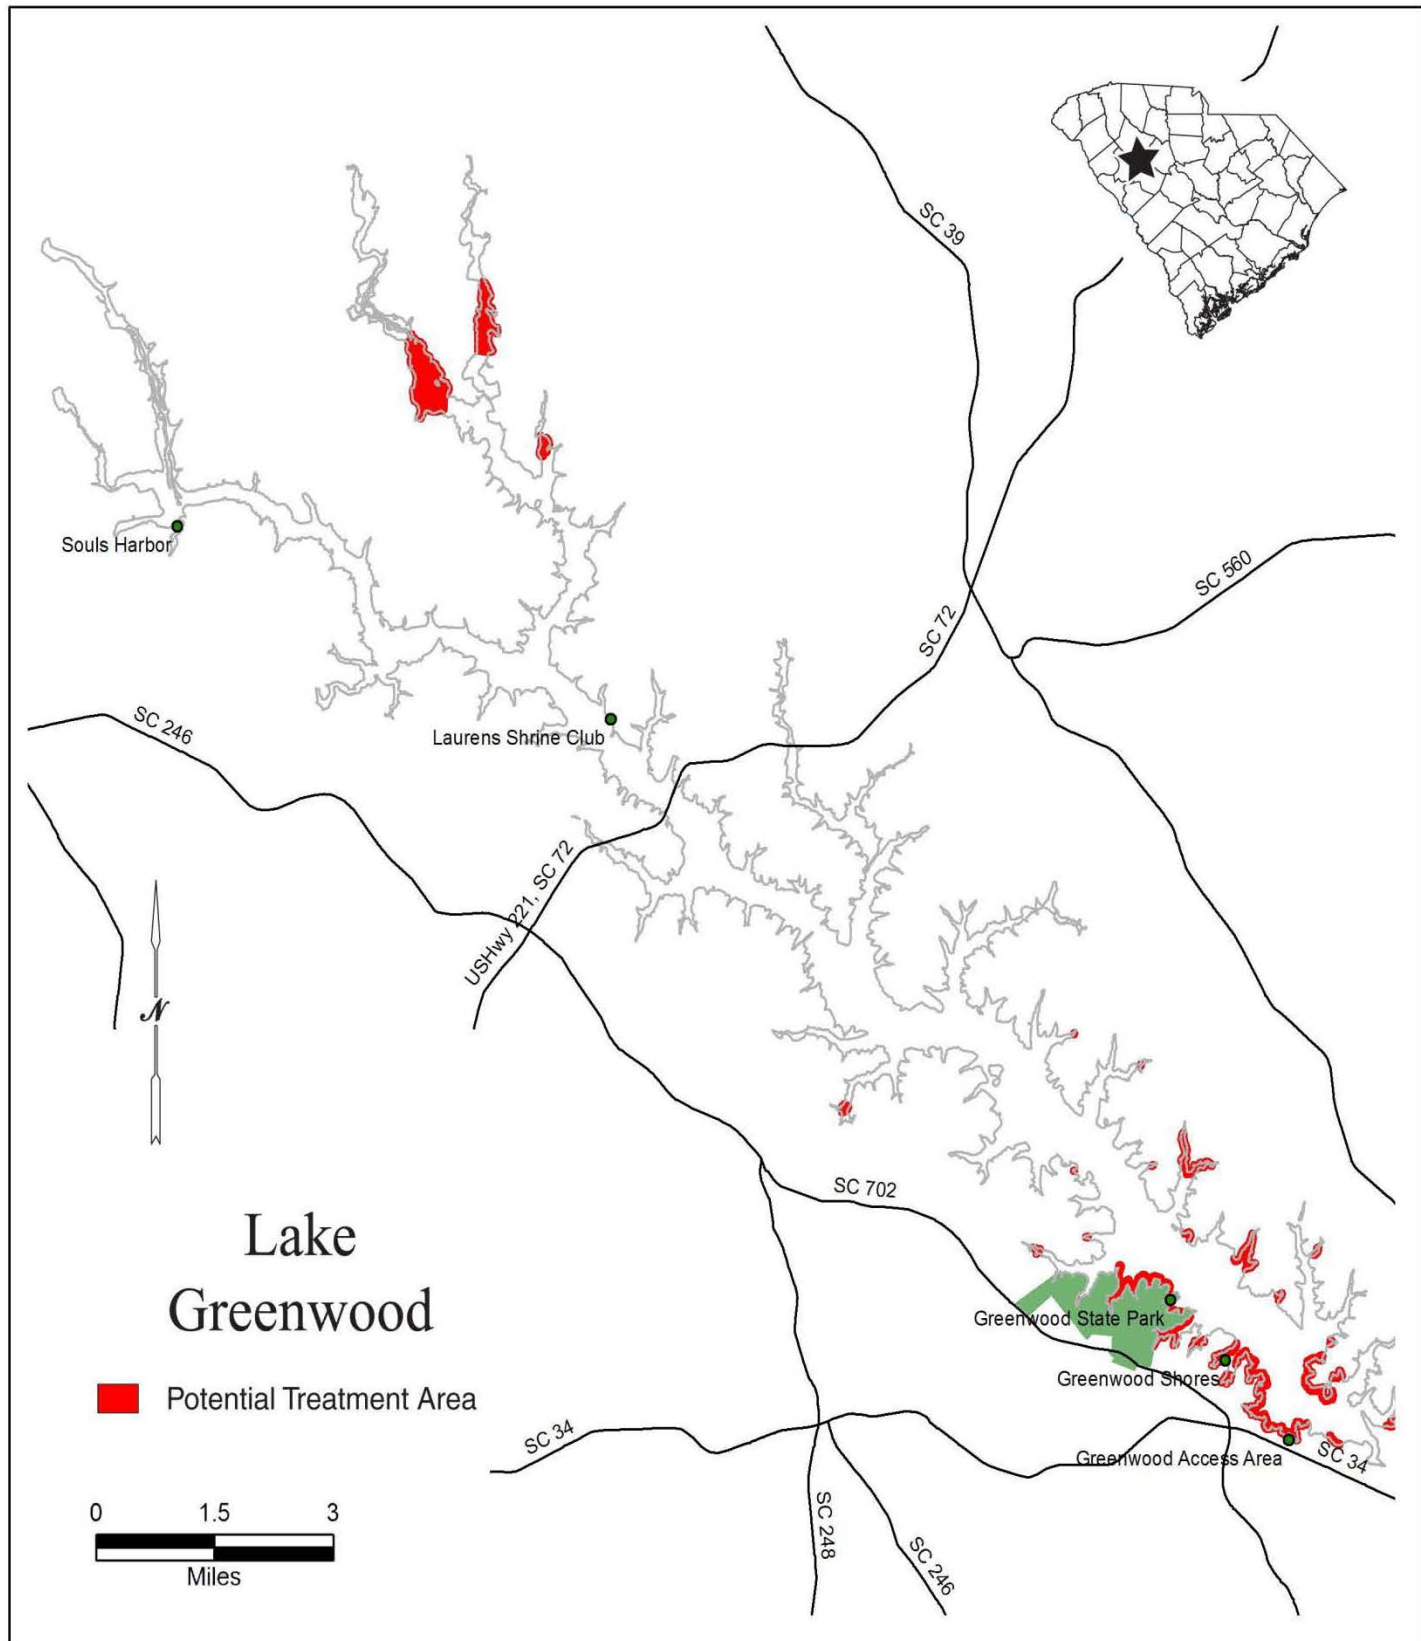 SC 39
SC 560
SC 72
Souls Harbor
Laurens Shrine Club
SC 246
USHwy 221, SC 72
N
SC 702
Lake
Greenwood
Greenwood State Park
Greenwood Shores
Potential Treatment Area
SC 34
Greenwood Access Area
SC 34
SC 248
SC 246
0 1.5 3
Miles